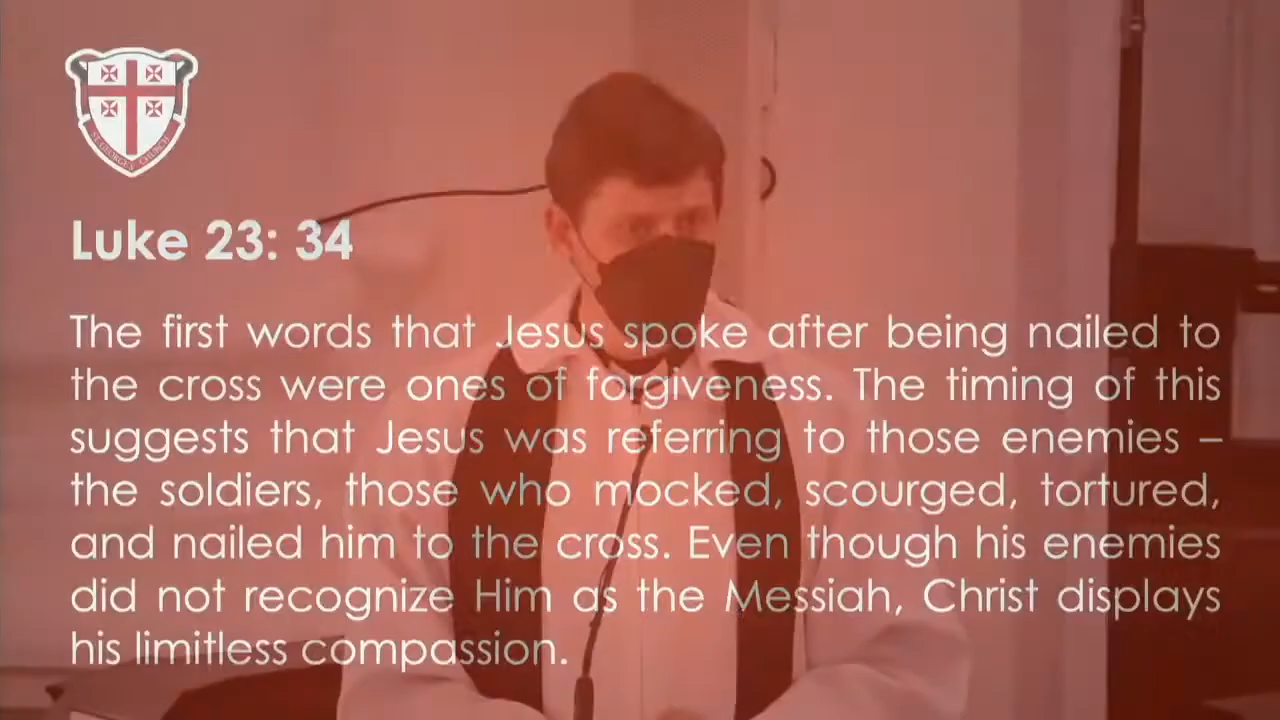 ST. GEORGE'S CHURCH
Luke 23: 34
The first words that Jesus spoke after being nailed to
the cross were ones of forgiveness. The timing of this
suggests that Jesus was referring to those enemies –
the soldiers, those who mocked, scourged, tortured,
and nailed him to the cross. Even though his enemies
did not recognize Him as the Messiah, Christ displays
his limitless compassion.